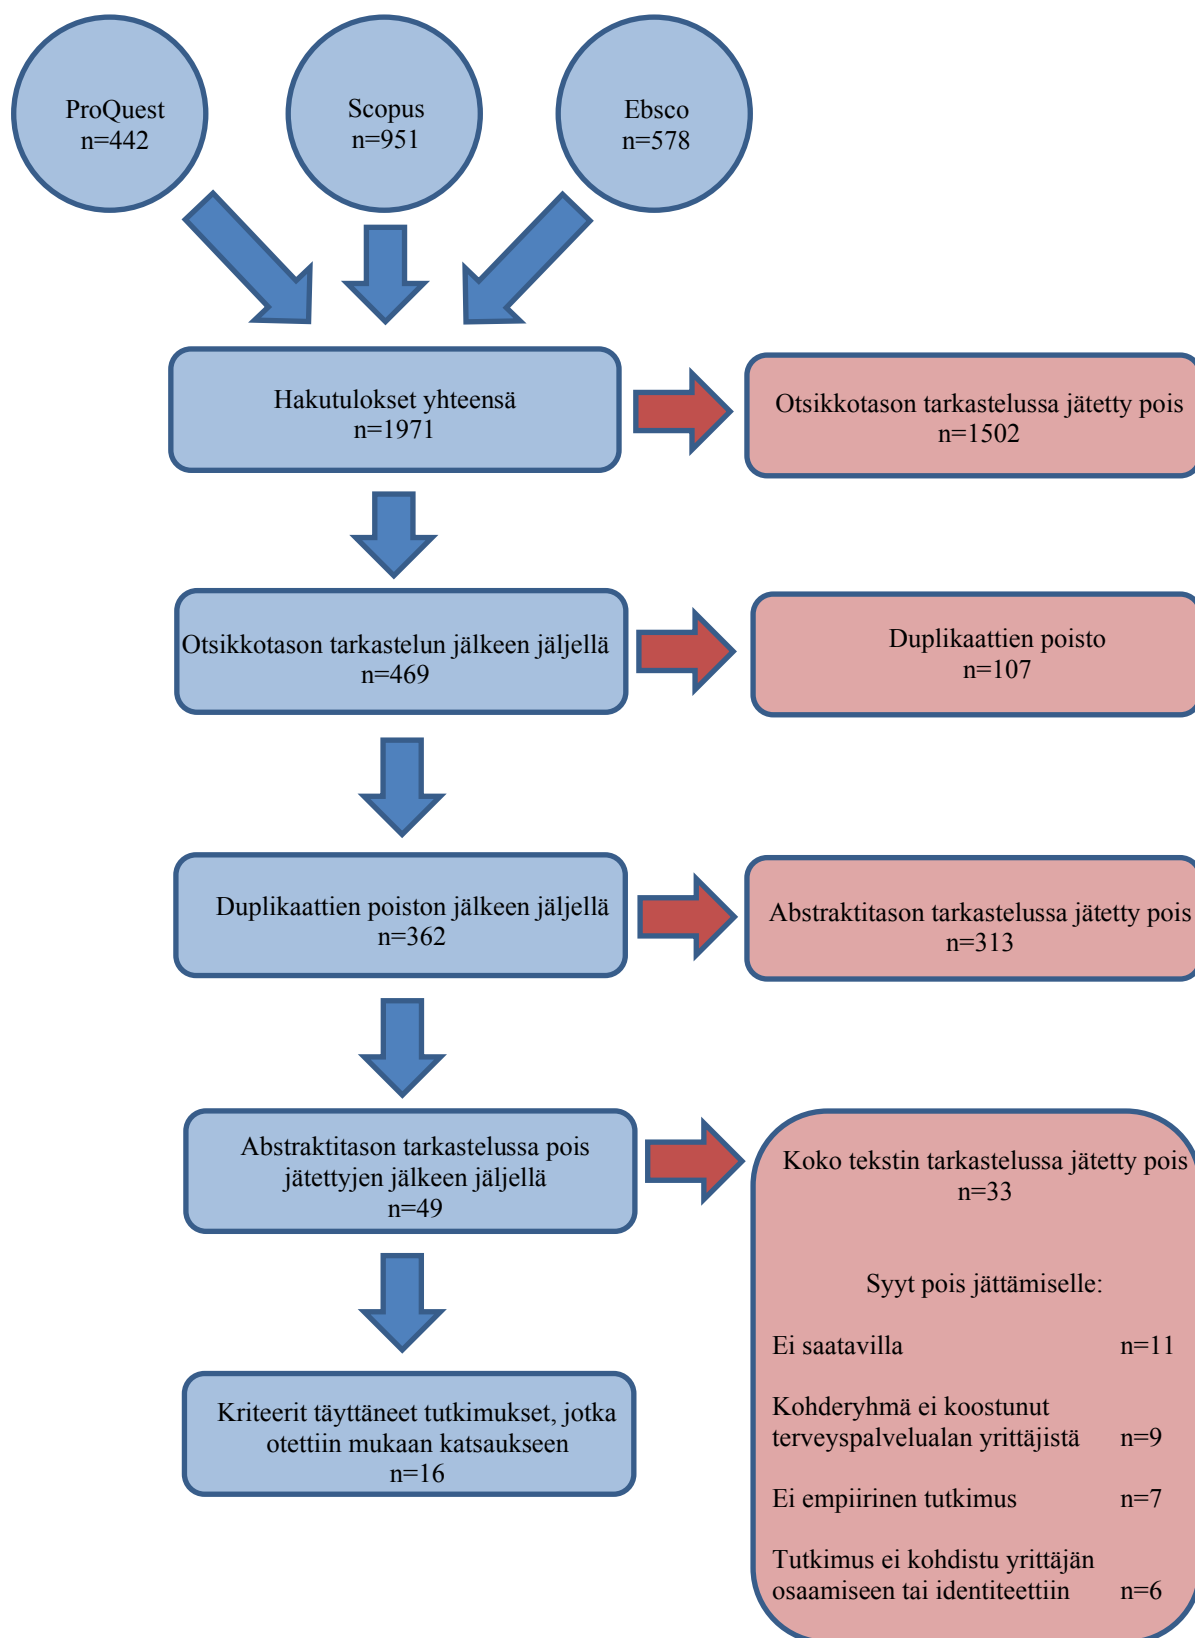 ProQuest
n=442
Scopus
n=951
Ebsco
n=578
Hakutulokset yhteensä
n=1971
Otsikkotason tarkastelussa jätetty pois
n=1502
Otsikkotason tarkastelun jälkeen jäljellä
n=469
Duplikaattien poisto
n=107
Duplikaattien poiston jälkeen jäljellä
n=362
Abstraktitason tarkastelussa jätetty pois
n=313
Abstraktitason tarkastelussa pois
jätettyjen jälkeen jäljellä
n=49
Koko tekstin tarkastelussa jätetty pois
n=33
Syyt pois jättämiselle:
Ei saatavilla n=11
Kohderyhmä ei koostunut
terveyspalvelualan yrittäjistä n=9
Ei empiirinen tutkimus n=7
Tutkimus ei kohdistu yrittäjän
osaamiseen tai identiteettiin n=6
Kriteerit täyttäneet tutkimukset, jotka
otettiin mukaan katsaukseen
n=16